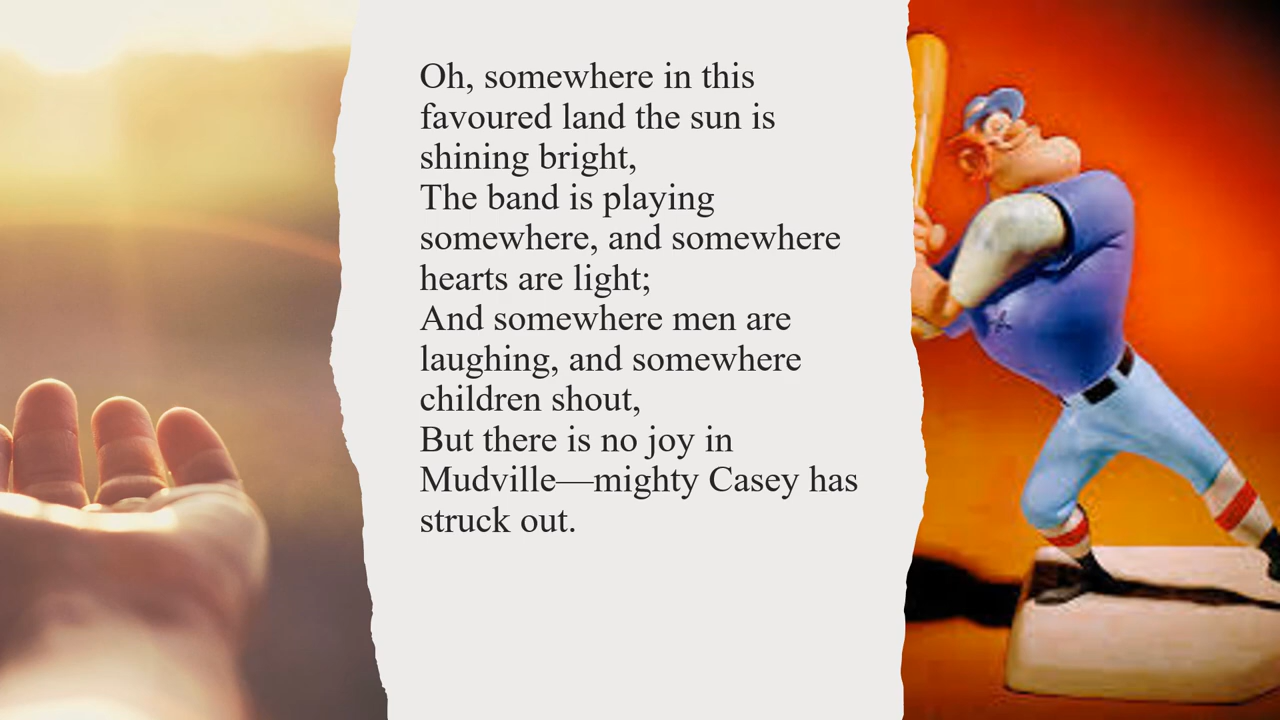 Oh, somewhere in this
favoured land the sun is
shining bright,
The band is playing
somewhere, and somewhere
hearts are light;
And somewhere men are
laughing, and somewhere
children shout,
But there is no joy in
Mudville—mighty Casey has
struck out.